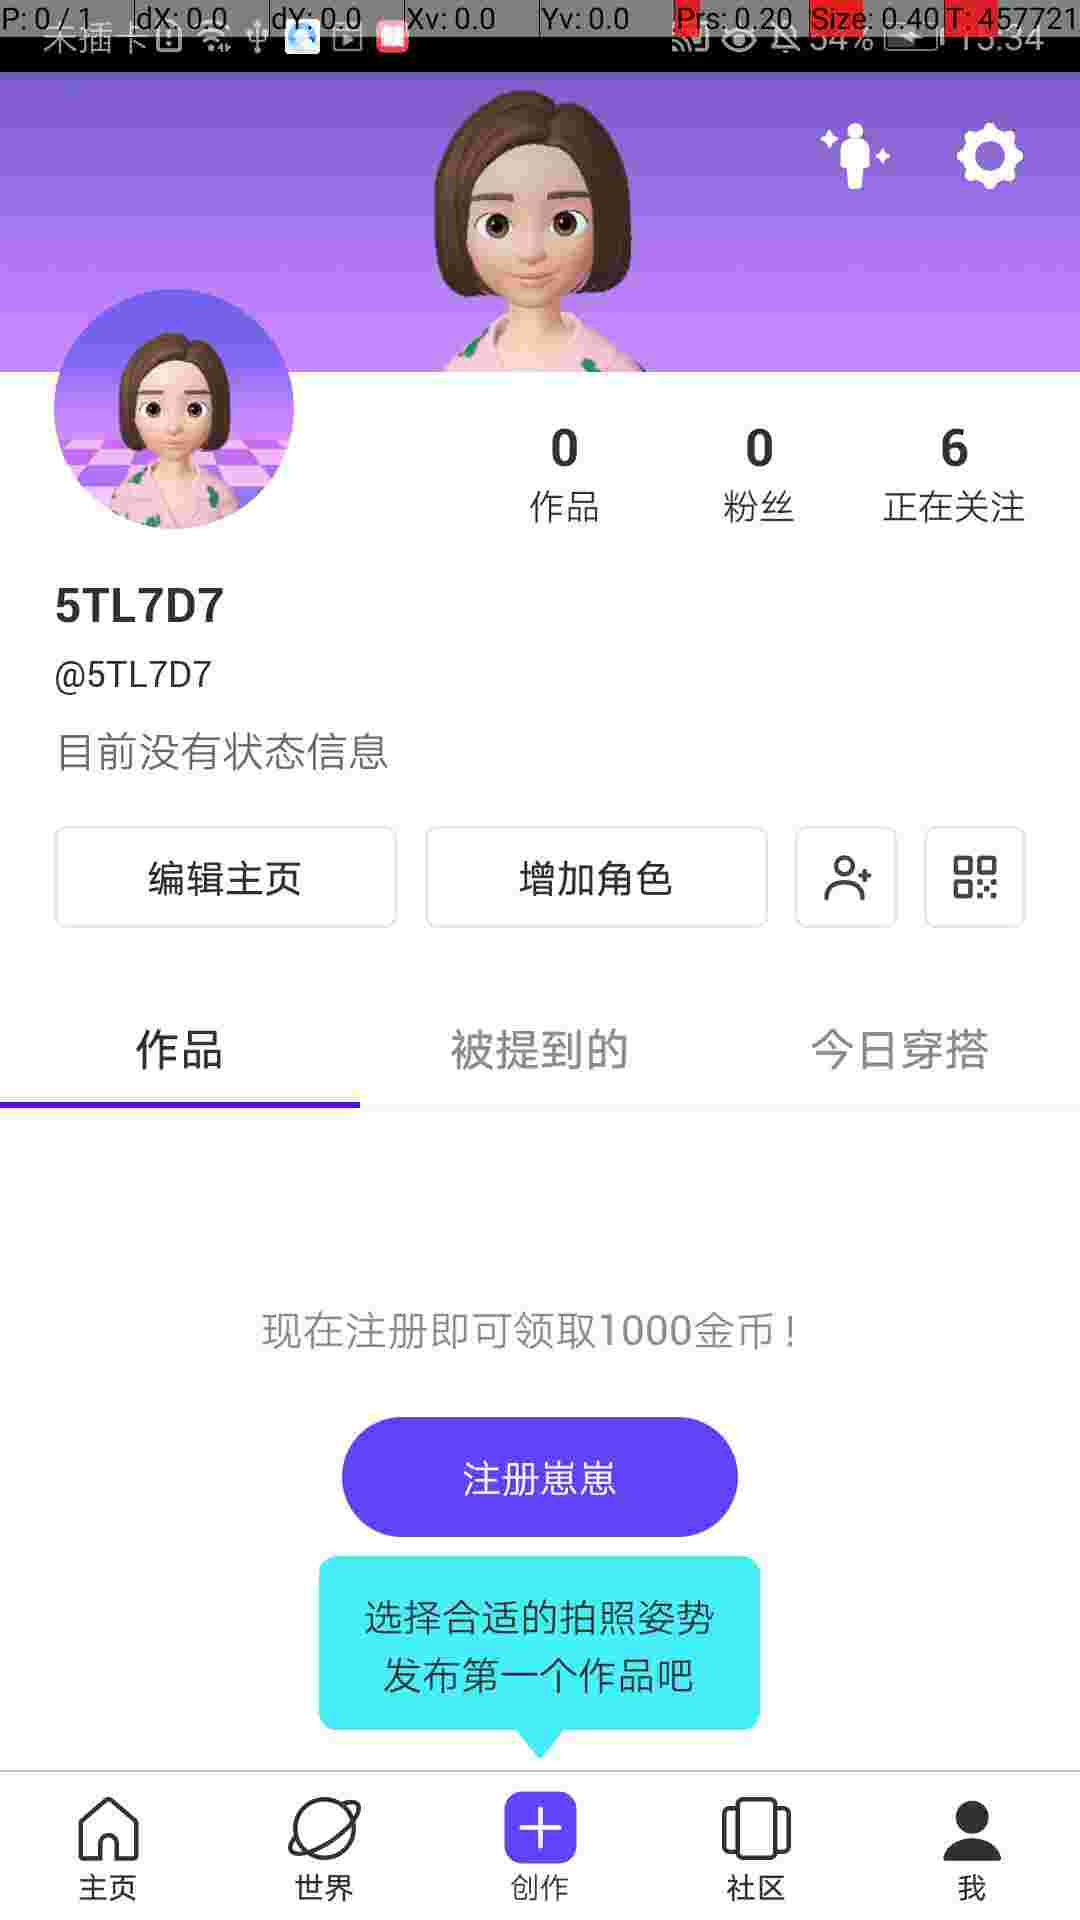 P: 0 / 1 dX: 0.0 dY: 0.0 Xv: 0.0 Yv: 0.0 Prs: 0.20 Size: 0.40 T: 457721
未插卡 54% 15:34
0 0 6
作品 粉丝 正在关注
5TL7D7
@5TL7D7
目前没有状态信息
编辑主页 增加角色
作品 被提到的 今日穿搭
现在注册即可领取1000金币！
注册崽崽
选择合适的拍照姿势
发布第一个作品吧
主页 世界 创作 社区 我